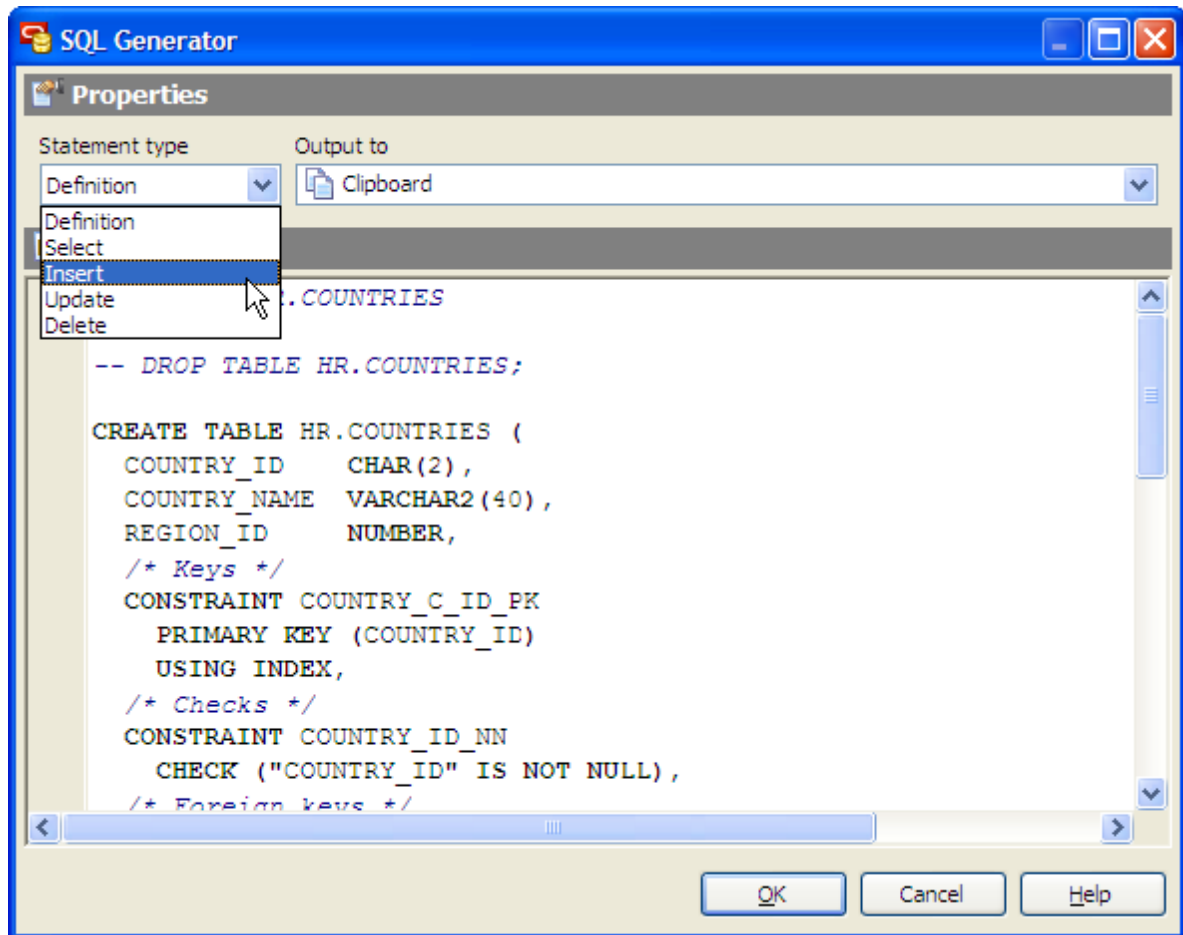 SQL Generator
Properties
Statement type Output to
Definition Clipboard
Definition
Select
Insert
Update
Delete
.COUNTRIES
-- DROP TABLE HR.COUNTRIES;
CREATE TABLE HR.COUNTRIES (
COUNTRY_ID CHAR(2),
COUNTRY_NAME VARCHAR2(40),
REGION_ID NUMBER,
/* Keys */
CONSTRAINT COUNTRY_C_ID_PK
PRIMARY KEY (COUNTRY_ID)
USING INDEX,
/* Checks */
CONSTRAINT COUNTRY_ID_NN
CHECK ("COUNTRY_ID" IS NOT NULL),
/* Foreign keys */
OK Cancel Help